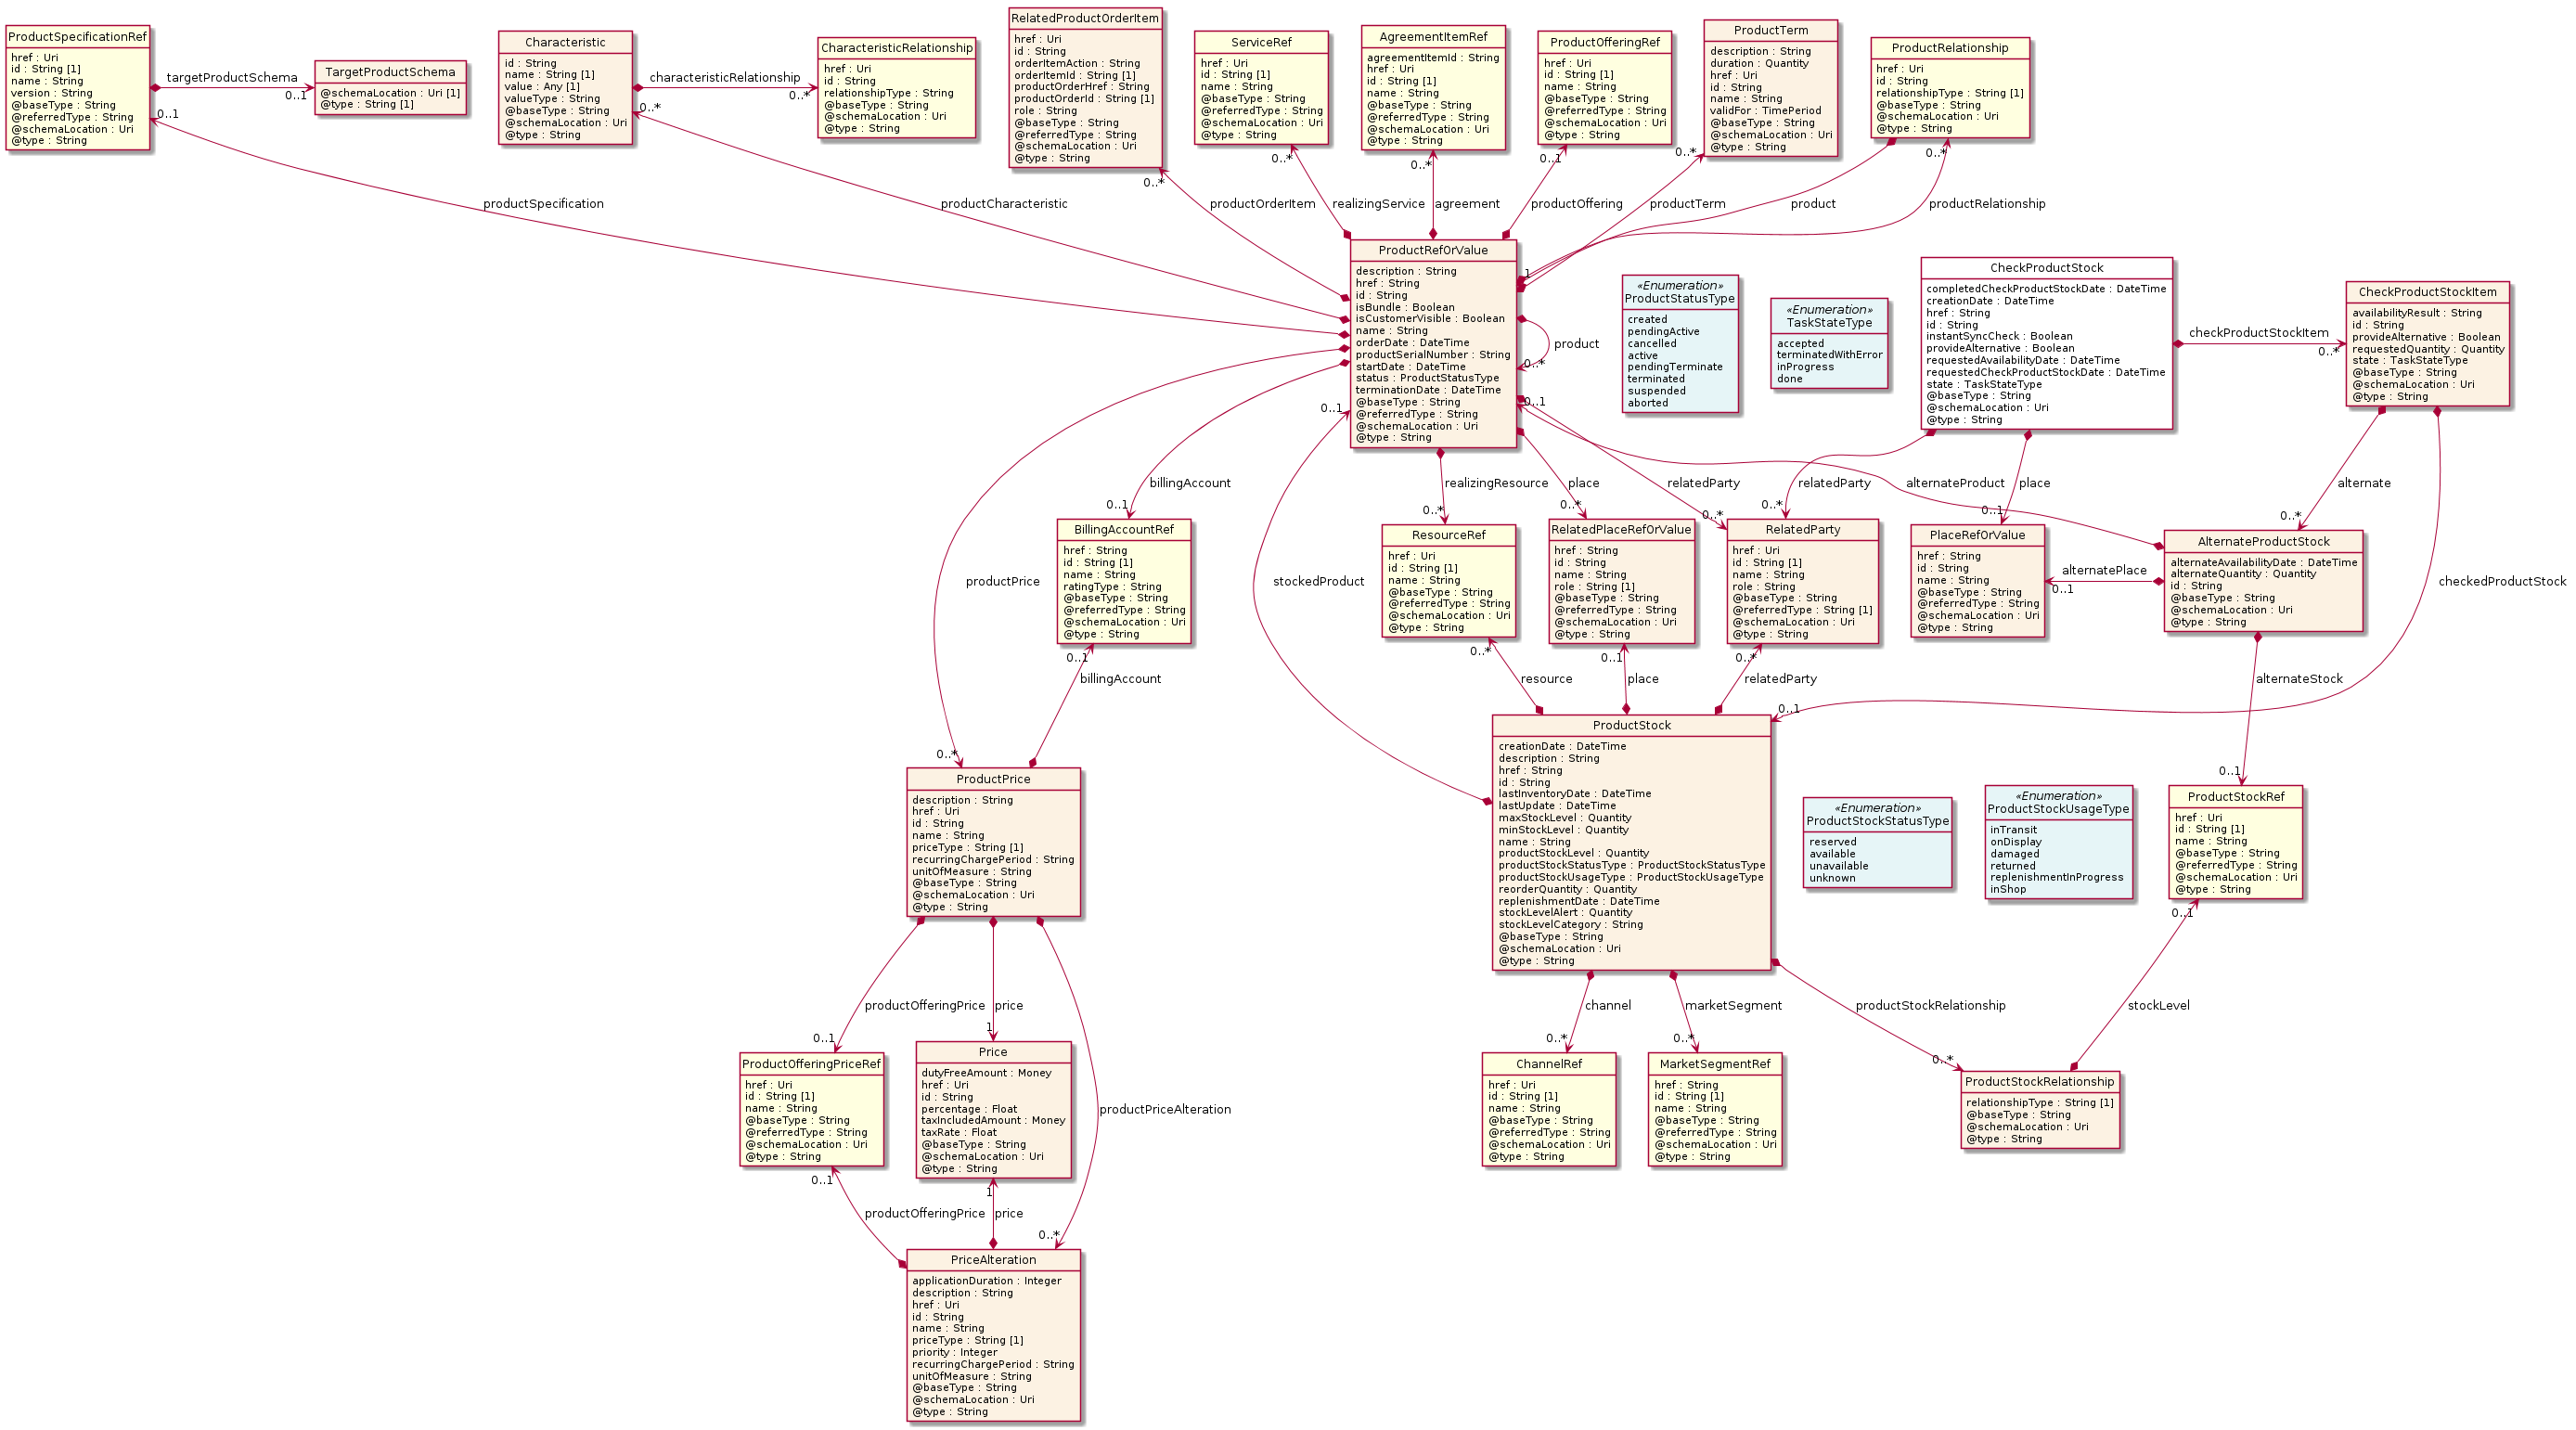 ProductSpecificationRef
href : Uri
id : String [1]
name : String
version : String
@baseType : String
@referredType : String
@schemaLocation : Uri
@type : String
targetProductSchema
0..1
TargetProductSchema
@schemaLocation : Uri [1]
@type : String [1]
0..1
productSpecification
Characteristic
id : String
name : String [1]
value : Any [1]
valueType : String
@baseType : String
@schemaLocation : Uri
@type : String
characteristicRelationship
0..*
0..*
productCharacteristic
CharacteristicRelationship
href : Uri
id : String
relationshipType : String
@baseType : String
@schemaLocation : Uri
@type : String
RelatedProductOrderItem
href : Uri
id : String
orderItemAction : String
orderItemId : String [1]
productOrderHref : String
productOrderId : String [1]
role : String
@baseType : String
@referredType : String
@schemaLocation : Uri
@type : String
0..*
productOrderItem
ServiceRef
href : Uri
id : String [1]
name : String
@baseType : String
@referredType : String
@schemaLocation : Uri
@type : String
0..*
realizingService
AgreementItemRef
agreementItemId : String
href : Uri
id : String [1]
name : String
@baseType : String
@referredType : String
@schemaLocation : Uri
@type : String
0..*
agreement
ProductOfferingRef
href : Uri
id : String [1]
name : String
@baseType : String
@referredType : String
@schemaLocation : Uri
@type : String
0..1
productOffering
ProductTerm
description : String
duration : Quantity
href : Uri
id : String
name : String
validFor : TimePeriod
@baseType : String
@schemaLocation : Uri
@type : String
0..*
productTerm
ProductRelationship
href : Uri
id : String
relationshipType : String [1]
@baseType : String
@schemaLocation : Uri
@type : String
0..*
product
productRelationship
ProductRefOrValue
description : String
href : String
id : String
isBundle : Boolean
isCustomerVisible : Boolean
name : String
orderDate : DateTime
productSerialNumber : String
startDate : DateTime
status : ProductStatusType
terminationDate : DateTime
@baseType : String
@referredType : String
@schemaLocation : Uri
@type : String
1
product
0..*
0..1
0..1
«Enumeration»
ProductStatusType
created
pendingActive
cancelled
active
pendingTerminate
terminated
suspended
aborted
«Enumeration»
TaskStateType
accepted
terminatedWithError
inProgress
done
CheckProductStock
completedCheckProductStockDate : DateTime
creationDate : DateTime
href : String
id : String
instantSyncCheck : Boolean
provideAlternative : Boolean
requestedAvailabilityDate : DateTime
requestedCheckProductStockDate : DateTime
state : TaskStateType
@baseType : String
@schemaLocation : Uri
@type : String
checkProductStockItem
0..*
CheckProductStockItem
availabilityResult : String
id : String
provideAlternative : Boolean
requestedQuantity : Quantity
state : TaskStateType
@baseType : String
@schemaLocation : Uri
@type : String
billingAccount
0..1
realizingResource
0..*
place
0..*
relatedParty
0..*
relatedParty
0..*
alternateProduct
place
0..1
alternate
0..*
productPrice
BillingAccountRef
href : String
id : String [1]
name : String
ratingType : String
@baseType : String
@referredType : String
@schemaLocation : Uri
@type : String
0..1
billingAccount
stockedProduct
ResourceRef
href : Uri
id : String [1]
name : String
@baseType : String
@referredType : String
@schemaLocation : Uri
@type : String
0..*
resource
RelatedPlaceRefOrValue
href : String
id : String
name : String
role : String [1]
@baseType : String
@referredType : String
@schemaLocation : Uri
@type : String
0..1
place
RelatedParty
href : Uri
id : String [1]
name : String
role : String
@baseType : String
@referredType : String [1]
@schemaLocation : Uri
@type : String
0..*
relatedParty
PlaceRefOrValue
href : String
id : String
name : String
@baseType : String
@referredType : String
@schemaLocation : Uri
@type : String
alternatePlace
0..1
AlternateProductStock
alternateAvailabilityDate : DateTime
alternateQuantity : Quantity
id : String
@baseType : String
@schemaLocation : Uri
@type : String
checkedProductStock
alternateStock
0..1
0..*
ProductPrice
description : String
href : Uri
id : String
name : String
priceType : String [1]
recurringChargePeriod : String
unitOfMeasure : String
@baseType : String
@schemaLocation : Uri
@type : String
0..1
ProductStock
creationDate : DateTime
description : String
href : String
id : String
lastInventoryDate : DateTime
lastUpdate : DateTime
maxStockLevel : Quantity
minStockLevel : Quantity
name : String
productStockLevel : Quantity
productStockStatusType : ProductStockStatusType
productStockUsageType : ProductStockUsageType
reorderQuantity : Quantity
replenishmentDate : DateTime
stockLevelAlert : Quantity
stockLevelCategory : String
@baseType : String
@schemaLocation : Uri
@type : String
«Enumeration»
ProductStockStatusType
reserved
available
unavailable
unknown
«Enumeration»
ProductStockUsageType
inTransit
onDisplay
damaged
returned
replenishmentInProgress
inShop
ProductStockRef
href : Uri
id : String [1]
name : String
@baseType : String
@referredType : String
@schemaLocation : Uri
@type : String
0..1
productOfferingPrice
0..1
price
1
productPriceAlteration
channel
0..*
marketSegment
0..*
productStockRelationship
0..*
stockLevel
ProductOfferingPriceRef
href : Uri
id : String [1]
name : String
@baseType : String
@referredType : String
@schemaLocation : Uri
@type : String
0..1
productOfferingPrice
Price
dutyFreeAmount : Money
href : Uri
id : String
percentage : Float
taxIncludedAmount : Money
taxRate : Float
@baseType : String
@schemaLocation : Uri
@type : String
1
price
0..*
ChannelRef
href : Uri
id : String [1]
name : String
@baseType : String
@referredType : String
@schemaLocation : Uri
@type : String
MarketSegmentRef
href : String
id : String [1]
name : String
@baseType : String
@referredType : String
@schemaLocation : Uri
@type : String
ProductStockRelationship
relationshipType : String [1]
@baseType : String
@schemaLocation : Uri
@type : String
PriceAlteration
applicationDuration : Integer
description : String
href : Uri
id : String
name : String
priceType : String [1]
priority : Integer
recurringChargePeriod : String
unitOfMeasure : String
@baseType : String
@schemaLocation : Uri
@type : String